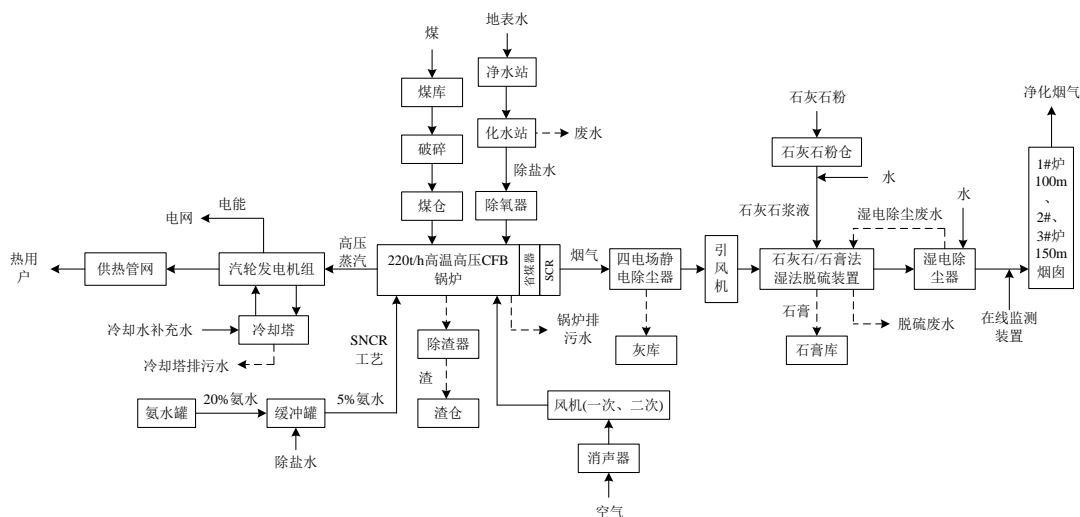 地表水
煤
净水站
煤库
石灰石粉
净化烟气
化水站
废水
破碎
石灰石粉仓
除盐水
水
1#炉
100m
、
2#、
3#炉
150m
烟囱
电能
电网
煤仓
除氧器
石灰石浆液
湿电除尘废水
水
热用
户
供热管网
汽轮发电机组
高压
蒸汽
220t/h高温高压CFB
锅炉
省煤器
SCR
烟气
四电场静
电除尘器
引
风
机
石灰石/石膏法
湿法脱硫装置
湿电除
尘器
冷却水补充水
冷却塔
SNCR
工艺
除渣器
锅炉排
污水
石膏
脱硫废水
在线监测
装置
冷却塔排污水
灰库
石膏库
渣
氨水罐
20%氨水
缓冲罐
5%氨水
渣仓
风机(一次、二次)
除盐水
消声器
空气